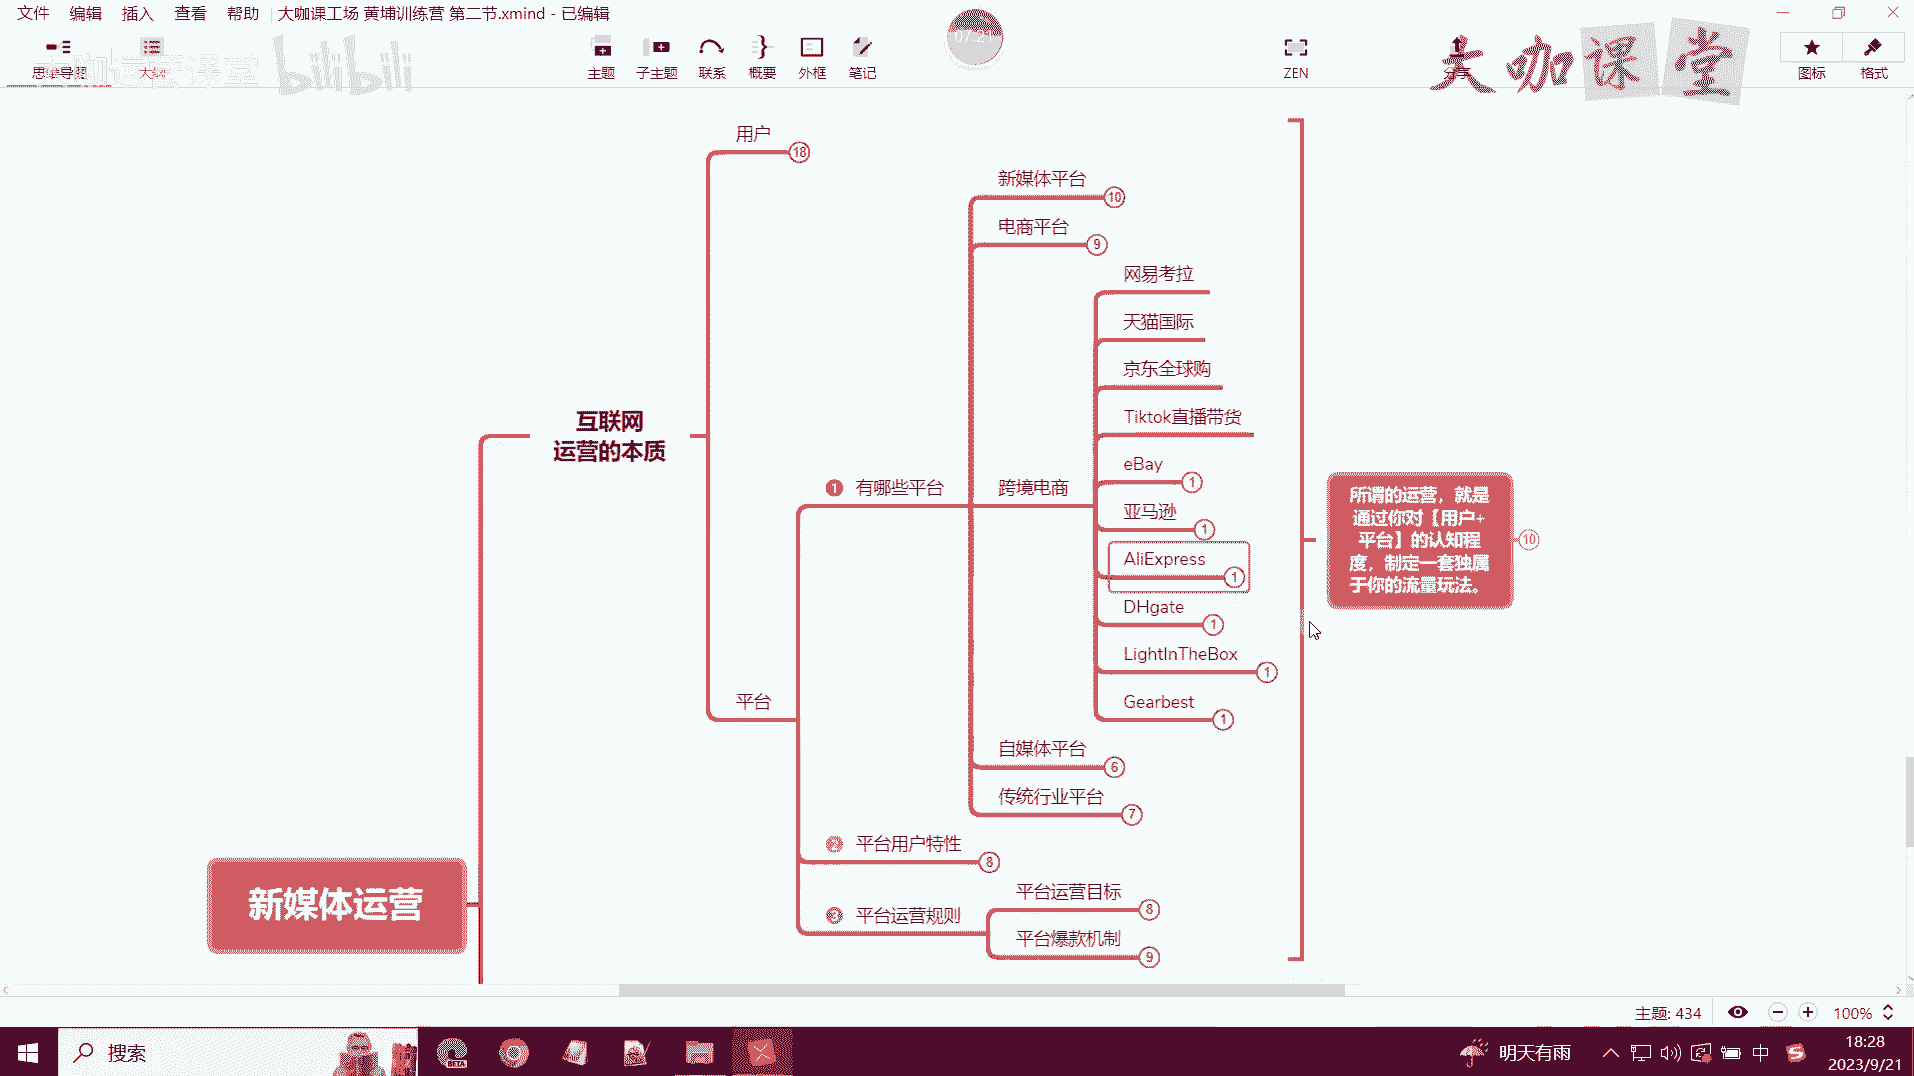 文件 编辑 插入 查看 帮助 大咖课工场 黄埔训练营 第二节.xmind - 已编辑
思维导图 大纲 主题 子主题 联系 概要 外框 笔记 07:21 ZEN 分享 图标 格式
大咖运营课堂 bilibili
大咖课堂
用户 18
新媒体平台 10
电商平台 9
网易考拉
天猫国际
京东全球购
Tiktok直播带货
互联网
运营的本质
eBay 1
1 有哪些平台
跨境电商
亚马逊 1
AliExpress 1
DHgate 1
LightInTheBox 1
Gearbest 1
所谓的运营，就是
通过你对【用户+
平台】的认知程
度，制定一套独属
于你的流量玩法。
10
平台
自媒体平台 6
传统行业平台 7
2 平台用户特性 8
3 平台运营规则
平台运营目标 8
平台爆款机制 9
新媒体运营
主题: 434 100%
搜索 BETA 明天有雨 中 S 18:28
2023/9/21